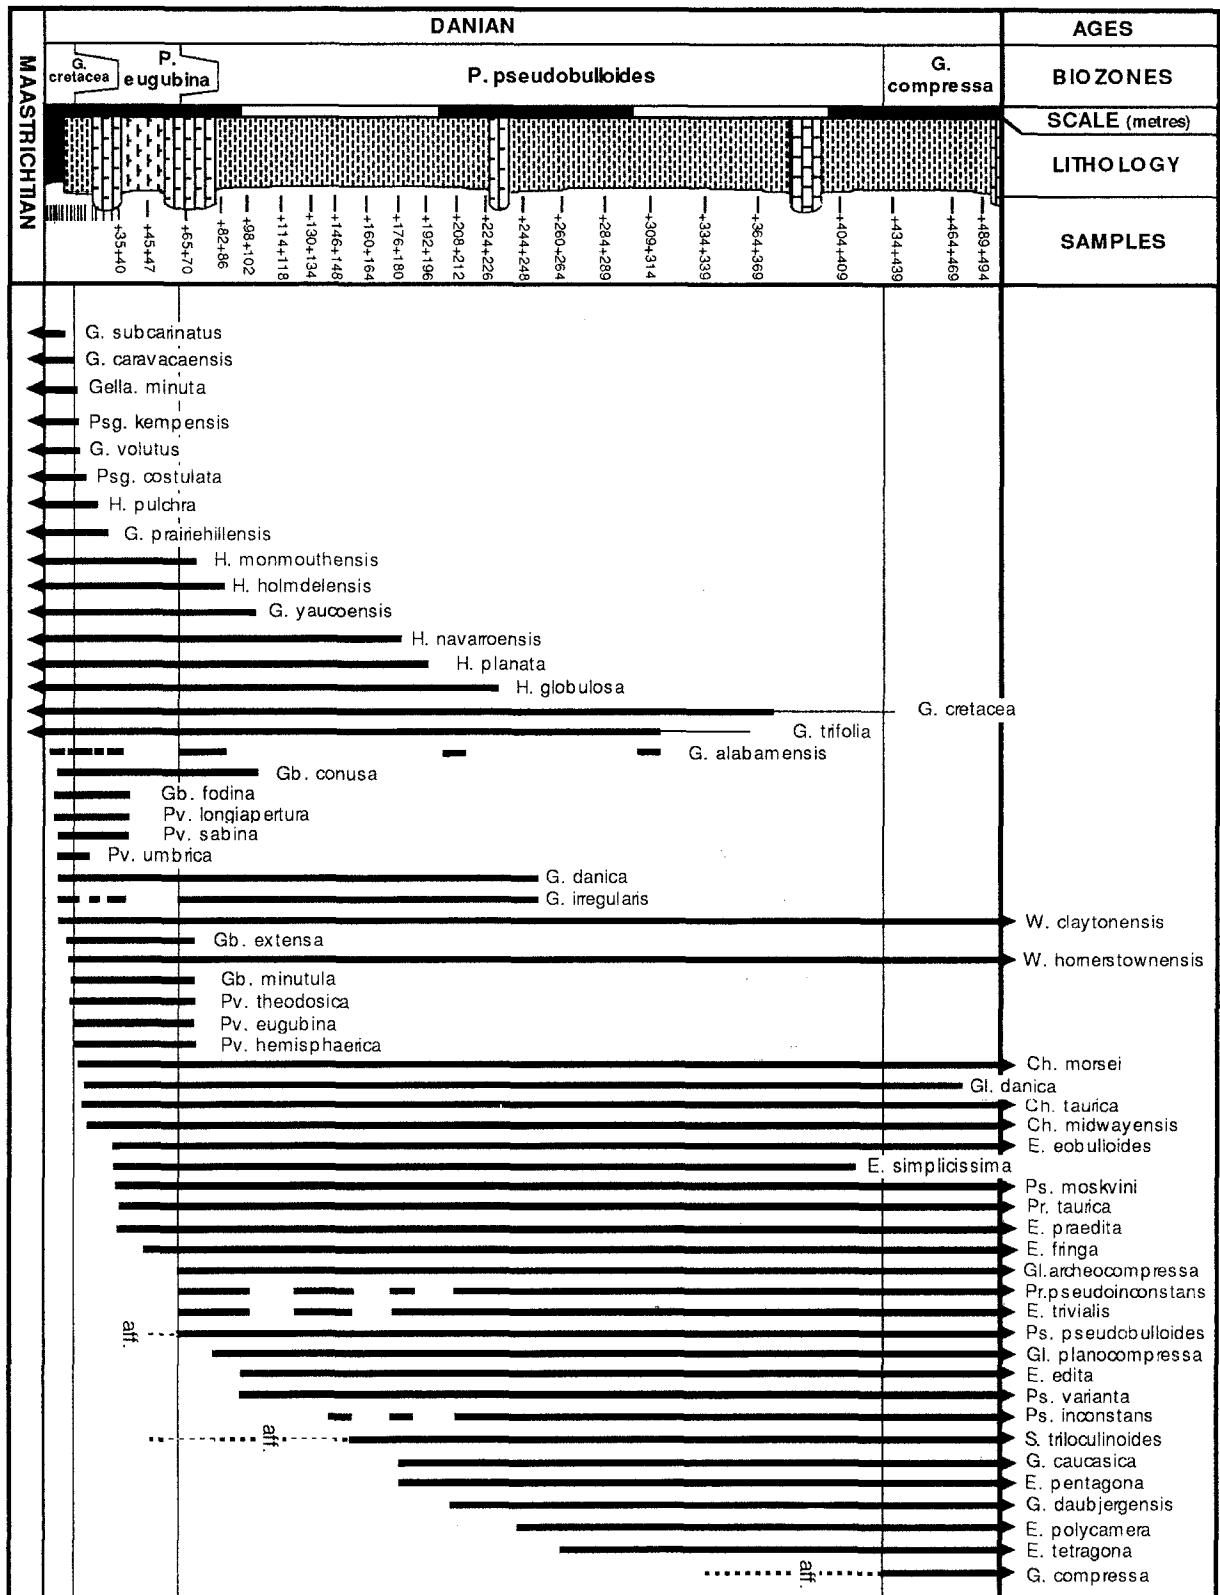 DANIAN
AGES
MAASTRICHTIAN
G. cretacea
P. eugubina
P. pseudobulloides
G. compressa
BIOZONES
SCALE (metres)
LITHOLOGY
SAMPLES
+35+40
+45+47
+65+70
+82+86
+98+102
+114+118
+130+134
+146+148
+160+164
+176+180
+192+196
+208+212
+224+226
+244+248
+260+264
+284+289
+309+314
+334+339
+364+369
+404+409
+434+439
+464+469
+489+494
G. subcarinatus
G. caravacaensis
Gella. minuta
Psg. kempensis
G. volutus
Psg. costulata
H. pulchra
G. prairiehillensis
H. monmouthensis
H. holmdelensis
G. yaucoensis
H. navarroensis
H. planata
H. globulosa
G. cretacea
G. trifolia
G. alabamensis
Gb. conusa
Gb. fodina
Pv. longiapertura
Pv. sabina
Pv. umbrica
G. danica
G. irregularis
W. claytonensis
Gb. extensa
W. homerstownensis
Gb. minutula
Pv. theodosica
Pv. eugubina
Pv. hemisphaerica
Ch. morsei
Gl. danica
Ch. taurica
Ch. midwayensis
E. eobulloides
E. simplicissima
Ps. moskvini
Pr. taurica
E. praedita
E. fringa
Gl.archeocompressa
Pr.pseudoinconstans
E. trivialis
aff.
Ps. pseudobulloides
Gl. planocompressa
E. edita
Ps. varianta
Ps. inconstans
aff.
S. triloculinoides
G. caucasica
E. pentagona
G. daubjergensis
E. polycamera
E. tetragona
aff.
G. compressa